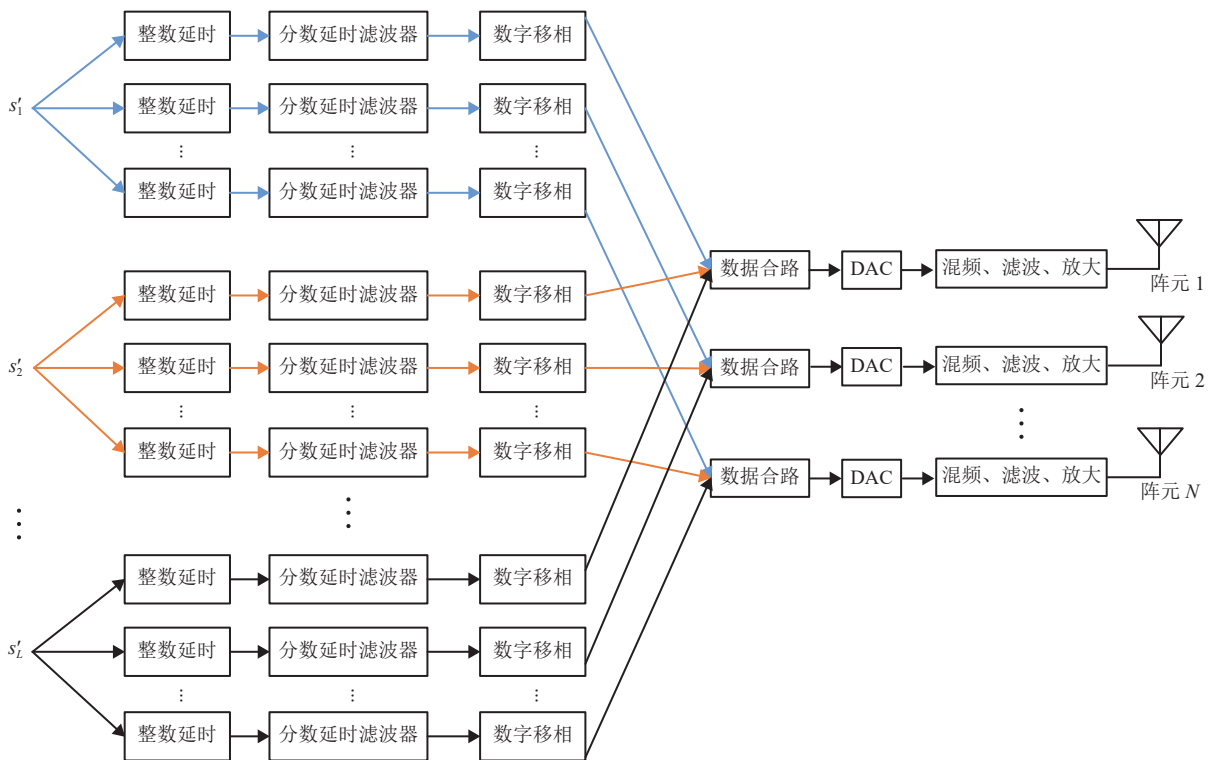 整数延时 分数延时滤波器 数字移相
s′₁ 整数延时 分数延时滤波器 数字移相
⋮ ⋮ ⋮
整数延时 分数延时滤波器 数字移相
数据合路 DAC 混频、滤波、放大
阵元 1
整数延时 分数延时滤波器 数字移相
s′₂ 整数延时 分数延时滤波器 数字移相
⋮ ⋮ ⋮
整数延时 分数延时滤波器 数字移相
数据合路 DAC 混频、滤波、放大
阵元 2
⋮
数据合路 DAC 混频、滤波、放大
阵元 N
⋮ ⋮
整数延时 分数延时滤波器 数字移相
s′L 整数延时 分数延时滤波器 数字移相
⋮ ⋮ ⋮
整数延时 分数延时滤波器 数字移相